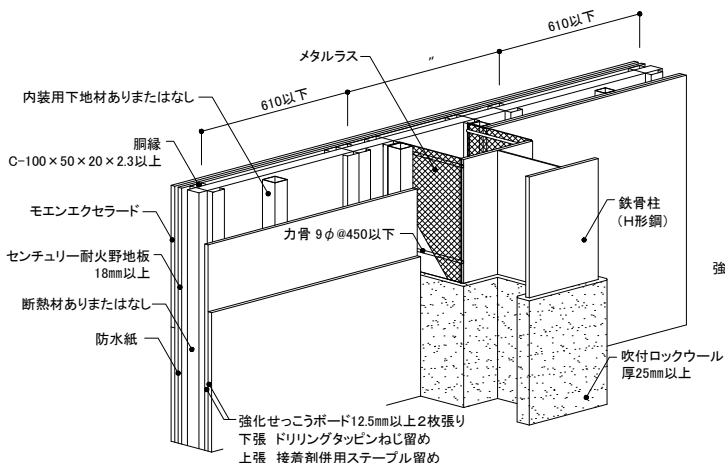 610以下
〃
610以下
メタルラス
内装用下地材ありまたはなし
胴縁
C-100×50×20×2.3以上
モエンエクセラード
センチュリー耐火野地板
18mm以上
断熱材ありまたはなし
防水紙
力骨 9φ@450以下
鉄骨柱
(H形鋼)
強
吹付ロックウール
厚25mm以上
強化せっこうボード12.5mm以上2枚張り
下張 ドリリングタッピンねじ留め
上張 接着剤併用ステープル留め